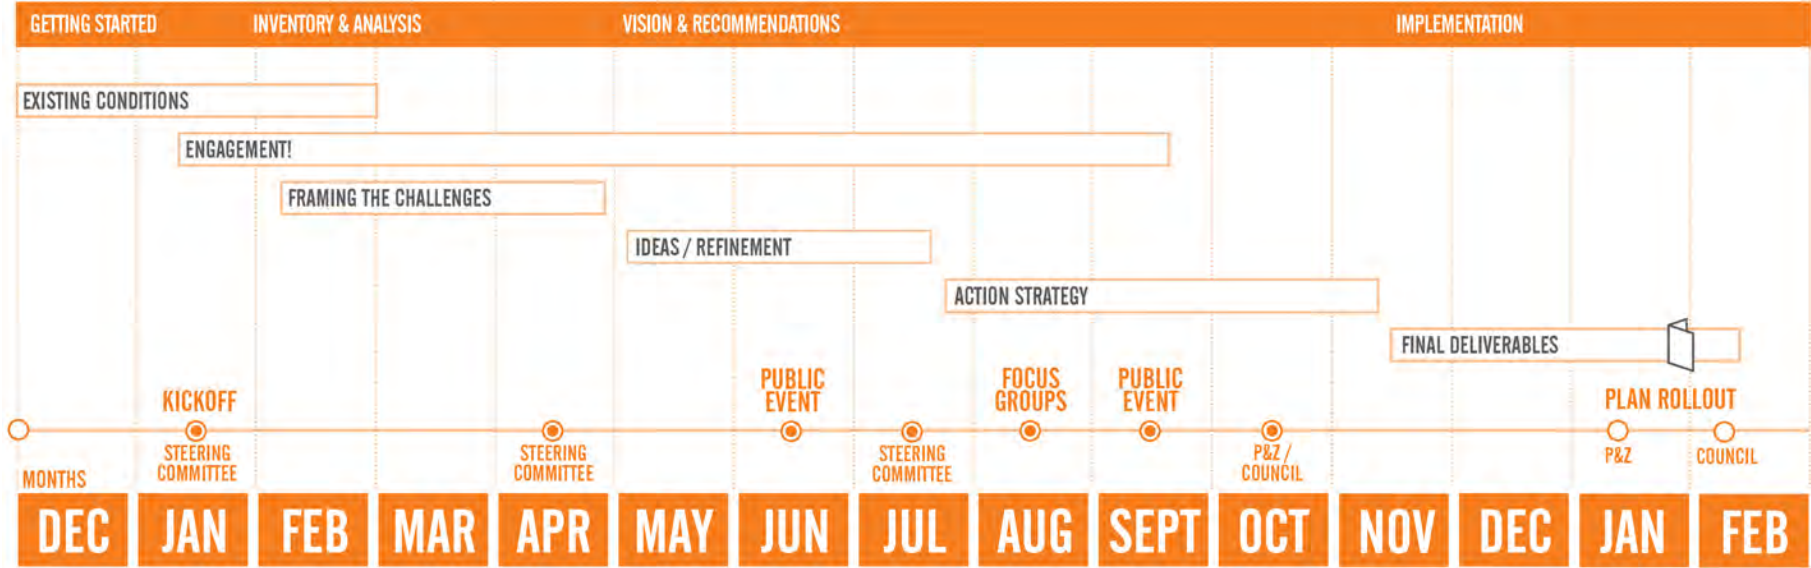 GETTING STARTED
INVENTORY & ANALYSIS
VISION & RECOMMENDATIONS
IMPLEMENTATION
EXISTING CONDITIONS
ENGAGEMENT!
FRAMING THE CHALLENGES
IDEAS / REFINEMENT
ACTION STRATEGY
FINAL DELIVERABLES
KICKOFF
STEERING
COMMITTEE
STEERING
COMMITTEE
PUBLIC
EVENT
STEERING
COMMITTEE
FOCUS
GROUPS
PUBLIC
EVENT
P&Z /
COUNCIL
PLAN ROLLOUT
P&Z
COUNCIL
MONTHS
DEC
JAN
FEB
MAR
APR
MAY
JUN
JUL
AUG
SEPT
OCT
NOV
DEC
JAN
FEB